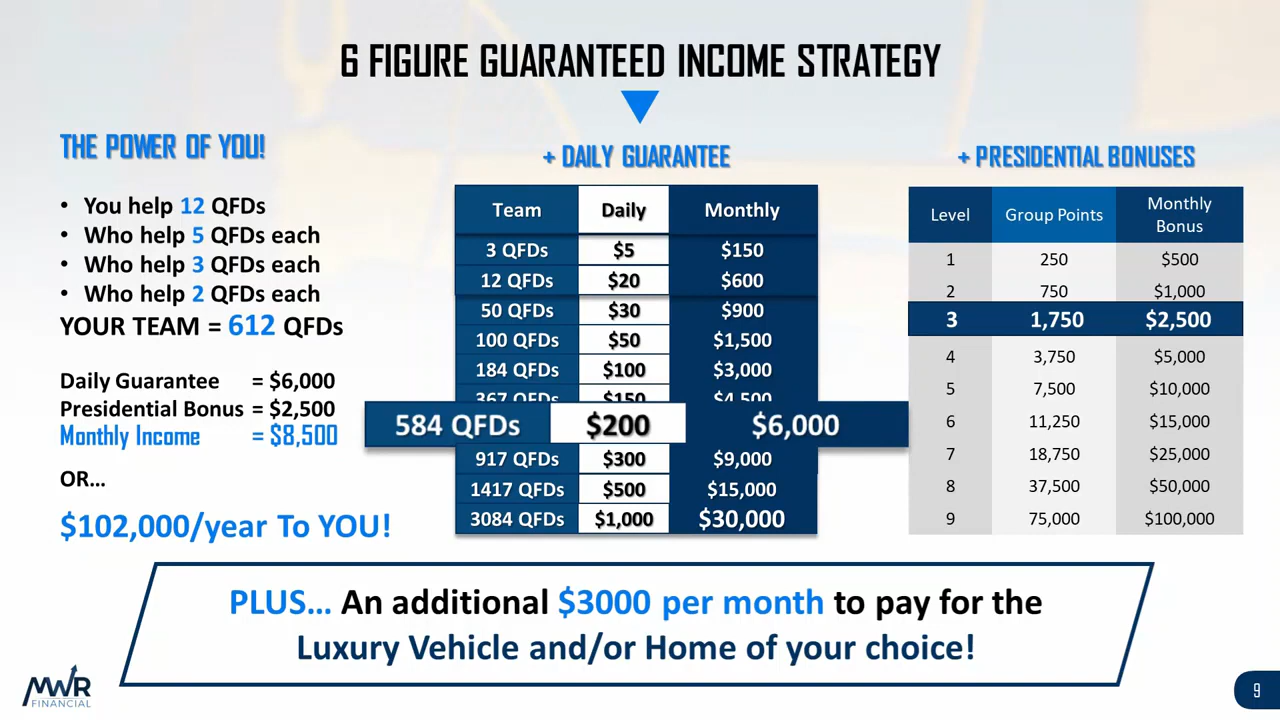 6 FIGURE GUARANTEED INCOME STRATEGY
THE POWER OF YOU!
• You help 12 QFDs
• Who help 5 QFDs each
• Who help 3 QFDs each
• Who help 2 QFDs each
YOUR TEAM = 612 QFDs
Daily Guarantee = $6,000
Presidential Bonus = $2,500
Monthly Income = $8,500
OR...
$102,000/year To YOU!
+ DAILY GUARANTEE
Team Daily Monthly
3 QFDs $5 $150
12 QFDs $20 $600
50 QFDs $30 $900
100 QFDs $50 $1,500
184 QFDs $100 $3,000
367 QFDs $150 $4,500
584 QFDs $200 $6,000
917 QFDs $300 $9,000
1417 QFDs $500 $15,000
3084 QFDs $1,000 $30,000
+ PRESIDENTIAL BONUSES
Level Group Points Monthly
Bonus
1 250 $500
2 750 $1,000
3 1,750 $2,500
4 3,750 $5,000
5 7,500 $10,000
6 11,250 $15,000
7 18,750 $25,000
8 37,500 $50,000
9 75,000 $100,000
PLUS... An additional $3000 per month to pay for the
Luxury Vehicle and/or Home of your choice!
MWR
FINANCIAL
9